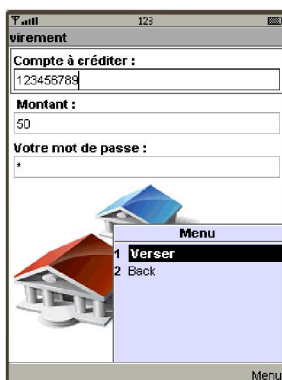 123
virement
Compte à créditer :
123456789
Montant :
50
Votre mot de passe :
*
Menu
1 Verser
2 Back
Menu